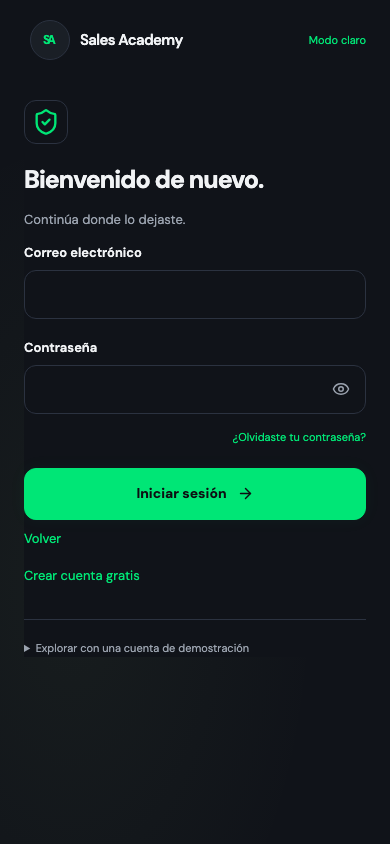 SA Sales Academy Modo claro
Bienvenido de nuevo.
Continúa donde lo dejaste.
Correo electrónico
Contraseña
¿Olvidaste tu contraseña?
Iniciar sesión →
Volver
Crear cuenta gratis
▶ Explorar con una cuenta de demostración